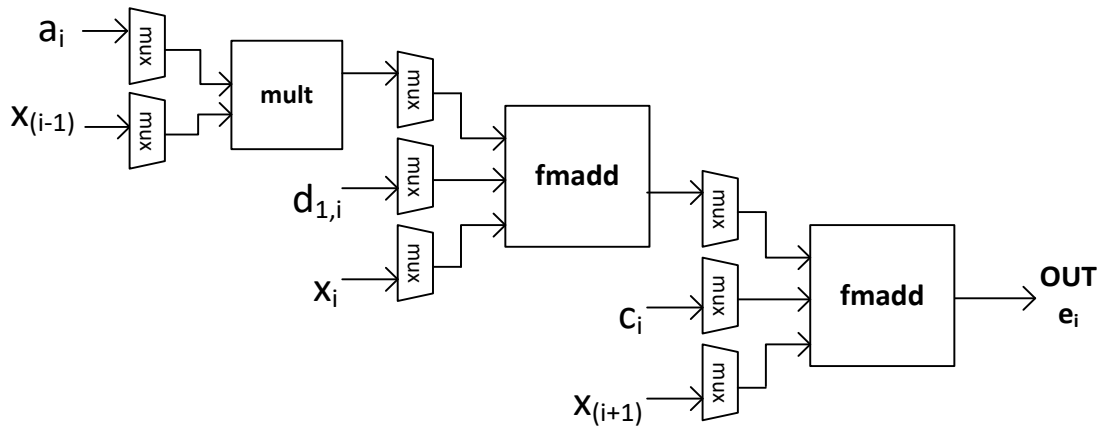 aᵢ
mux
x₍ᵢ₋₁₎
mux
mult
mux
d₁,ᵢ
mux
xᵢ
mux
fmadd
mux
cᵢ
mux
x₍ᵢ₊₁₎
mux
fmadd
OUT
eᵢ